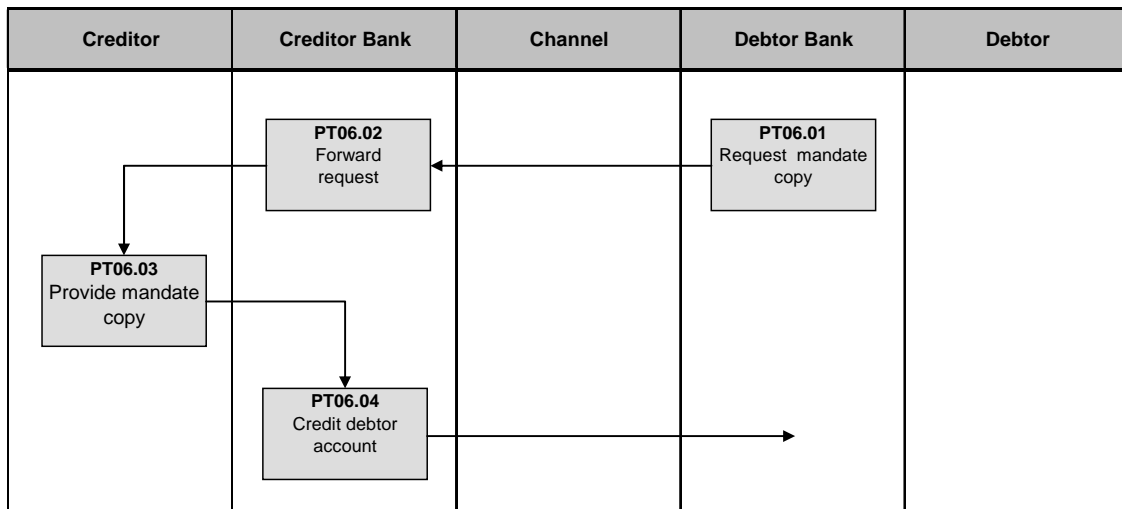 Creditor
Creditor Bank
Channel
Debtor Bank
Debtor
PT06.02
Forward
request
PT06.01
Request mandate
copy
PT06.03
Provide mandate
copy
PT06.04
Credit debtor
account